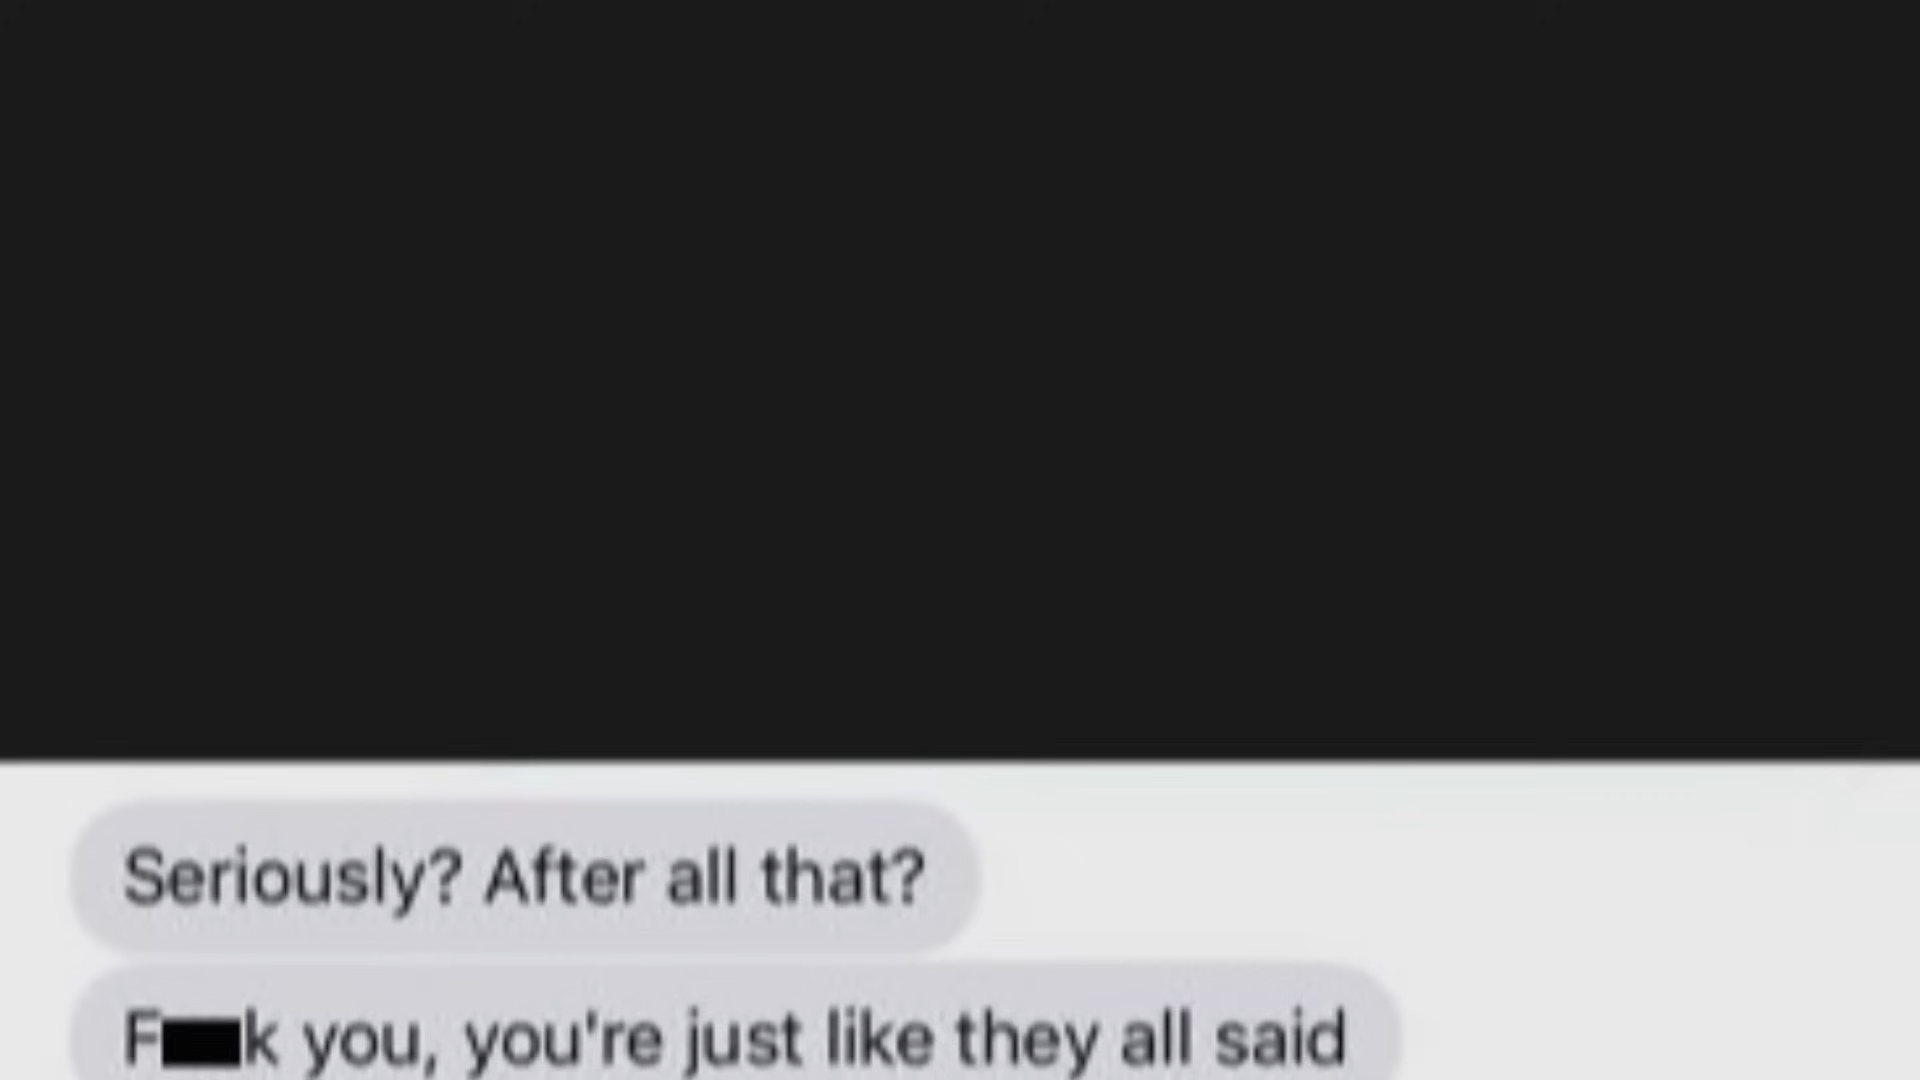 Seriously? After all that?
F■■k you, you're just like they all said